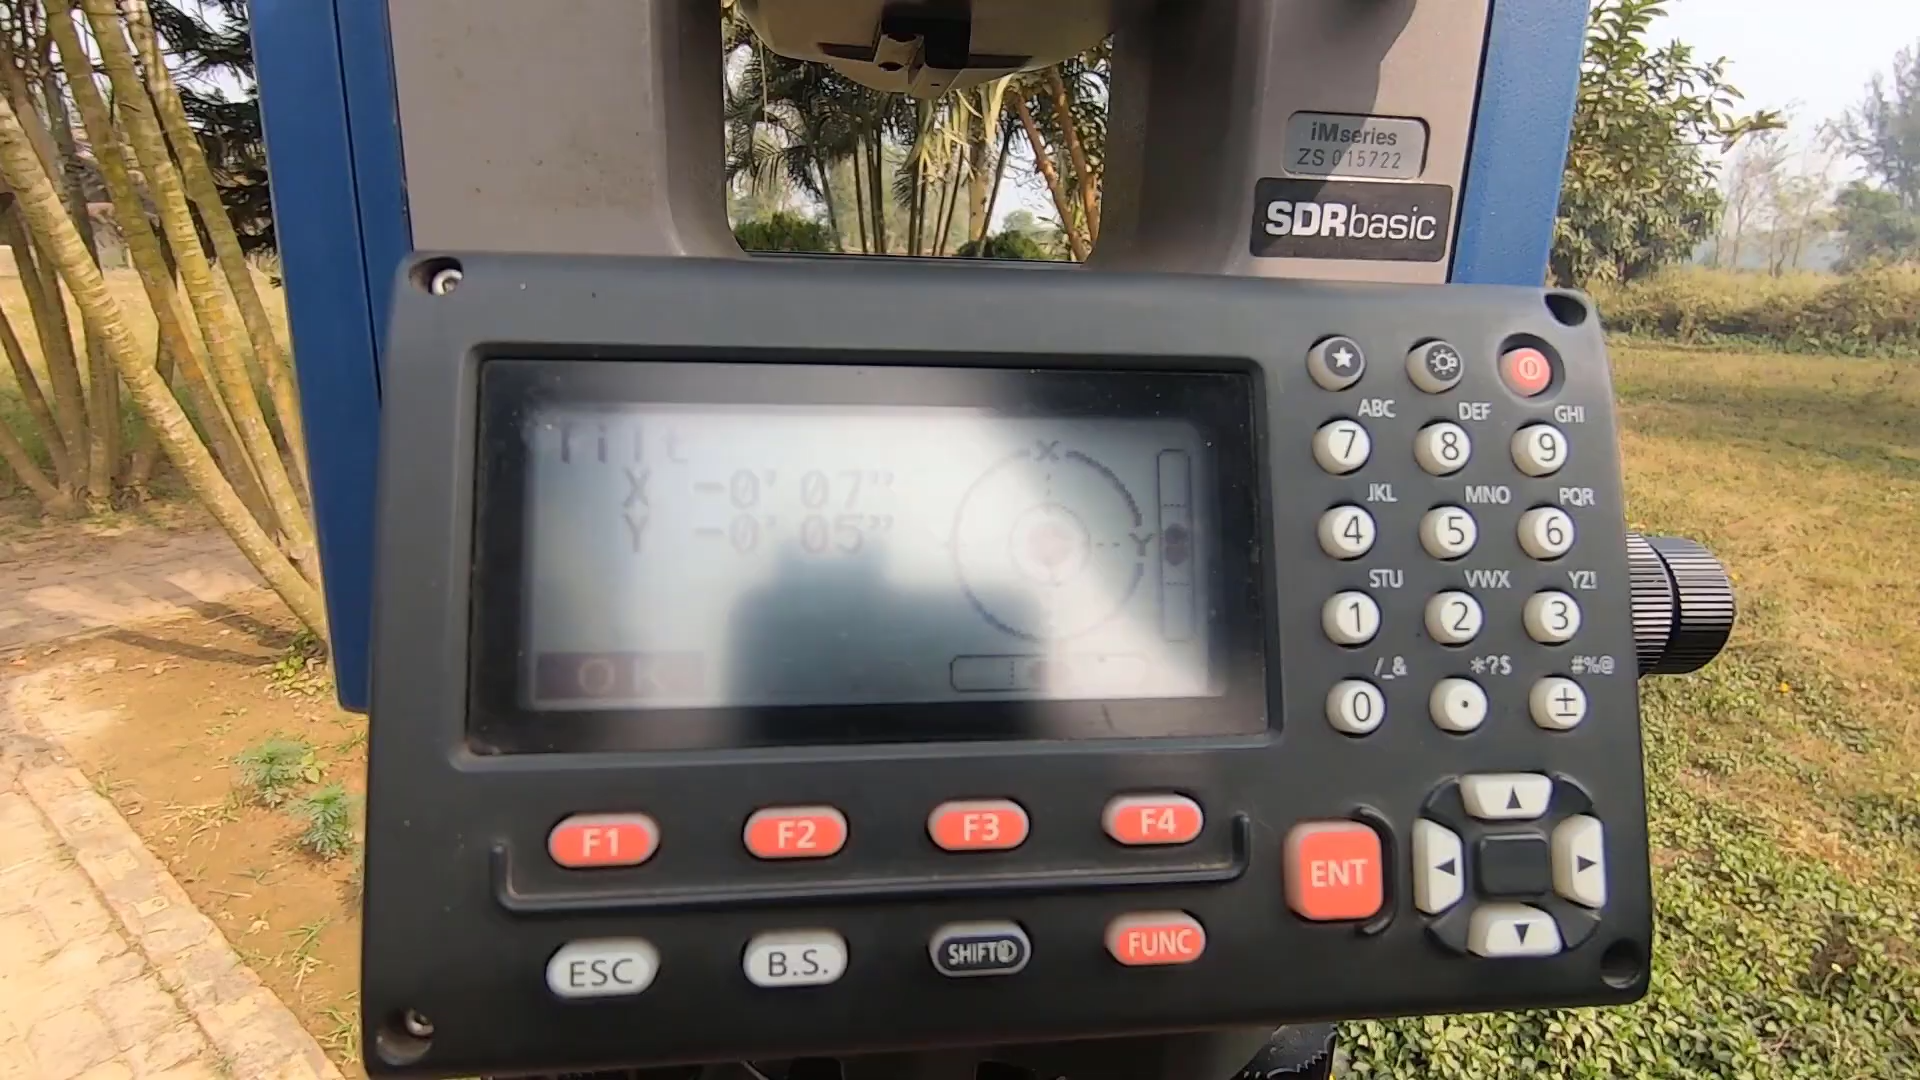 iMseries
ZS 015722
SDRbasic
Tilt
X -0' 07"
Y -0' 05"
X
Y
OK
ABC DEF GHI
7 8 9
JKL MNO PQR
4 5 6
STU VWX YZ!
1 2 3
/_& *?$ #%@
0 . ±
F1 F2 F3 F4
ENT
ESC B.S. SHIFT FUNC